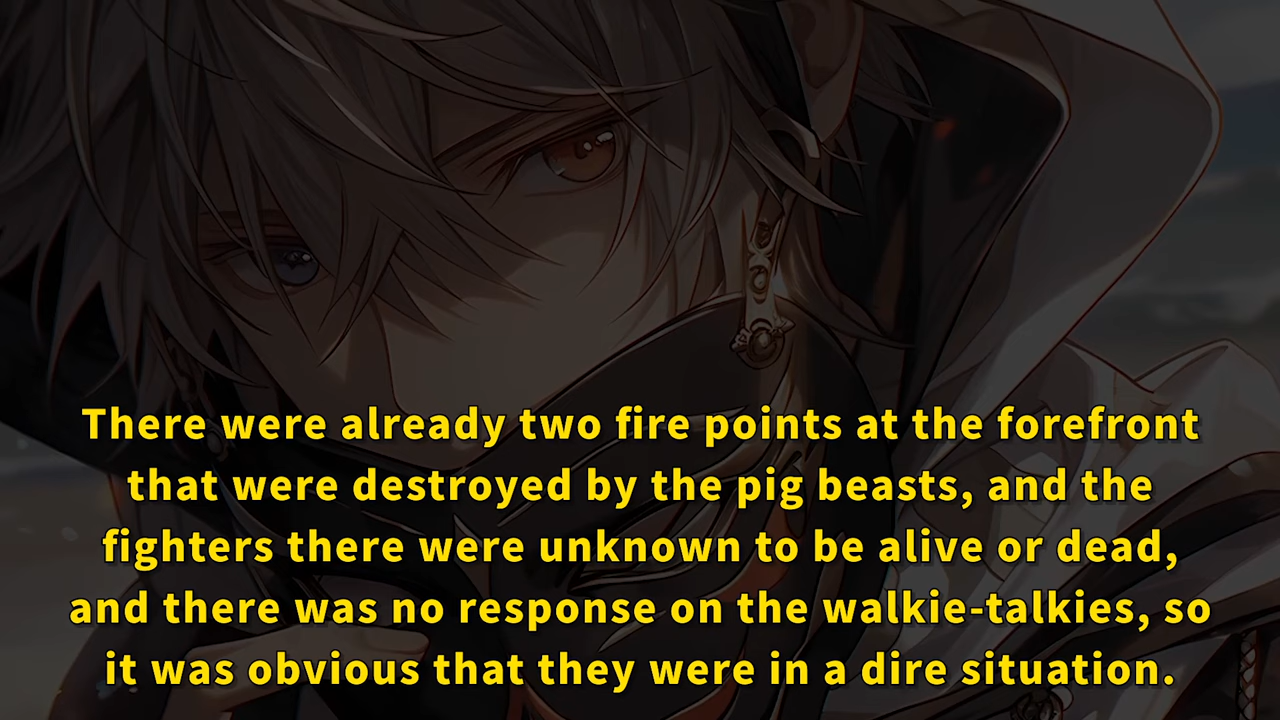 There were already two fire points at the forefront
that were destroyed by the pig beasts, and the
fighters there were unknown to be alive or dead,
and there was no response on the walkie-talkies, so
it was obvious that they were in a dire situation.